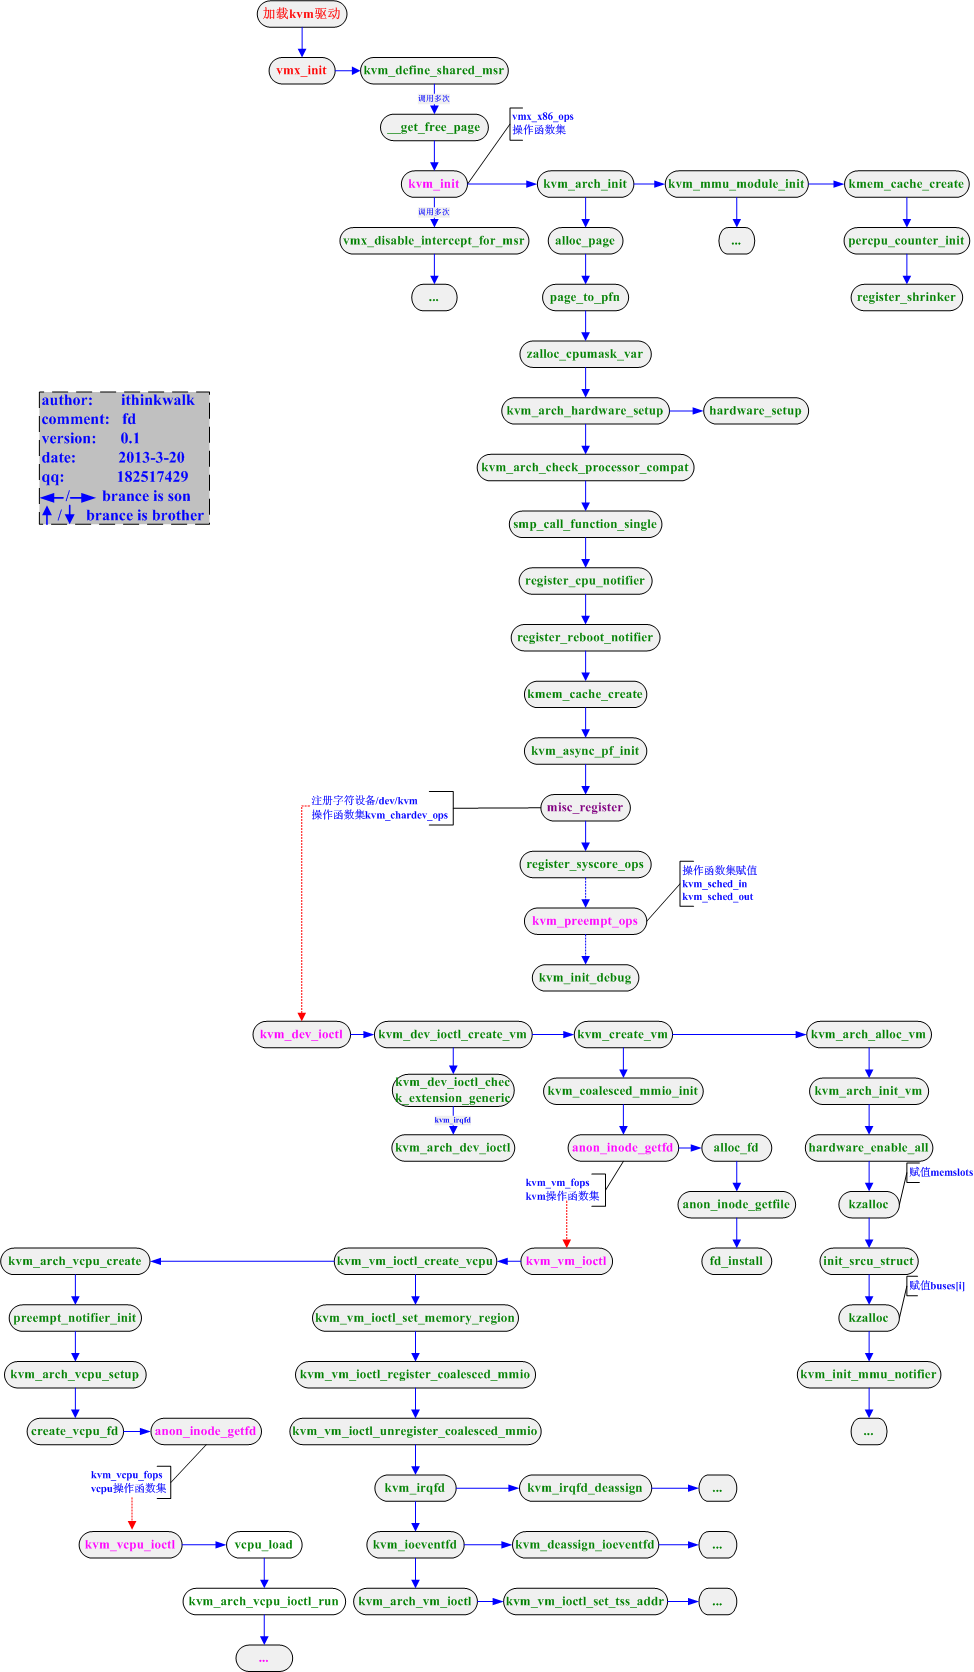 加载kvm驱动
vmx_init
kvm_define_shared_msr
调用多次
__get_free_page
vmx_x86_ops
操作函数集
kvm_init
kvm_arch_init
kvm_mmu_module_init
kmem_cache_create
调用多次
vmx_disable_intercept_for_msr
alloc_page
...
percpu_counter_init
...
page_to_pfn
register_shrinker
zalloc_cpumask_var
kvm_arch_hardware_setup
hardware_setup
author: ithinkwalk
comment: fd
version: 0.1
date: 2013-3-20
qq: 182517429
/ brance is son
/ brance is brother
kvm_arch_check_processor_compat
smp_call_function_single
register_cpu_notifier
register_reboot_notifier
kmem_cache_create
kvm_async_pf_init
注册字符设备/dev/kvm
操作函数集kvm_chardev_ops
misc_register
register_syscore_ops
操作函数集赋值
kvm_sched_in
kvm_sched_out
kvm_preempt_ops
kvm_init_debug
kvm_dev_ioctl
kvm_dev_ioctl_create_vm
kvm_create_vm
kvm_arch_alloc_vm
kvm_dev_ioctl_chec
k_extension_generic
kvm_coalesced_mmio_init
kvm_arch_init_vm
kvm_irqfd
kvm_arch_dev_ioctl
anon_inode_getfd
alloc_fd
hardware_enable_all
赋值memslots
kvm_vm_fops
kvm操作函数集
anon_inode_getfile
kzalloc
kvm_arch_vcpu_create
kvm_vm_ioctl_create_vcpu
kvm_vm_ioctl
fd_install
init_srcu_struct
赋值buses[i]
preempt_notifier_init
kvm_vm_ioctl_set_memory_region
kzalloc
kvm_arch_vcpu_setup
kvm_vm_ioctl_register_coalesced_mmio
kvm_init_mmu_notifier
create_vcpu_fd
anon_inode_getfd
kvm_vm_ioctl_unregister_coalesced_mmio
...
kvm_vcpu_fops
vcpu操作函数集
kvm_irqfd
kvm_irqfd_deassign
...
kvm_vcpu_ioctl
vcpu_load
kvm_ioeventfd
kvm_deassign_ioeventfd
...
kvm_arch_vcpu_ioctl_run
kvm_arch_vm_ioctl
kvm_vm_ioctl_set_tss_addr
...
...